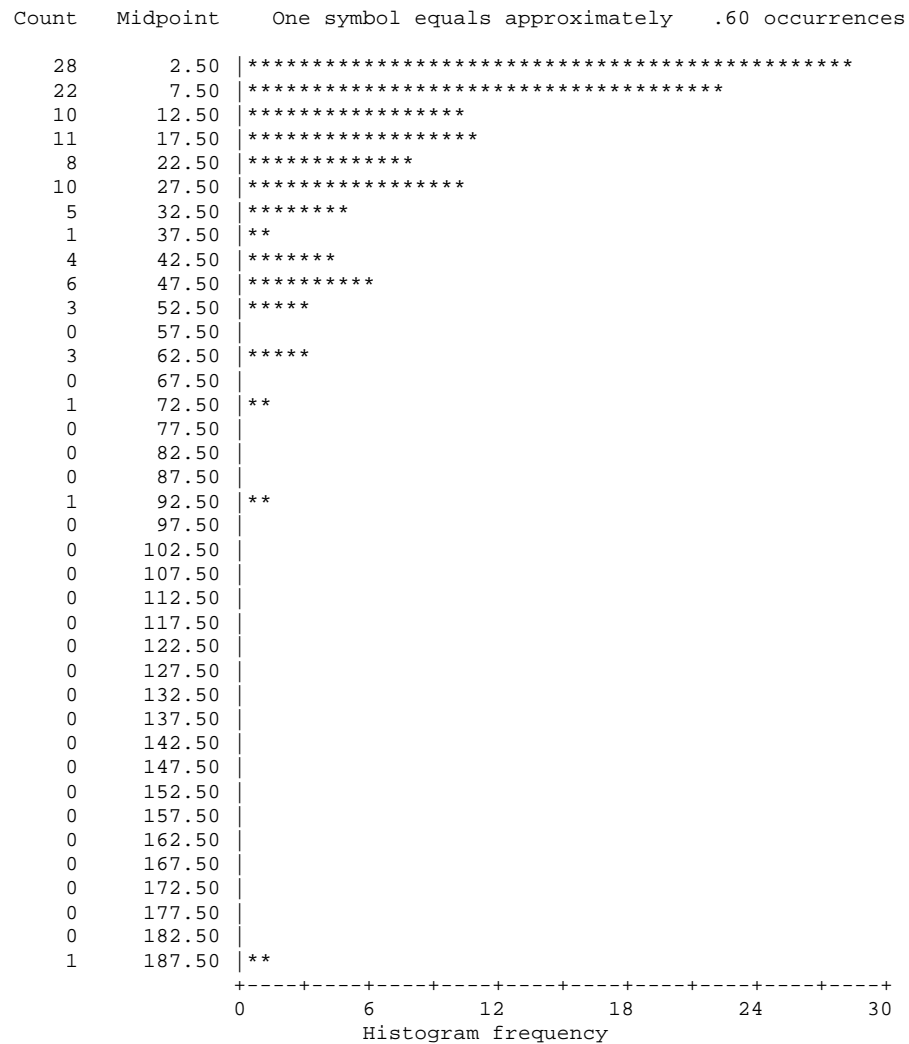 Count   Midpoint    One symbol equals approximately   .60 occurrences
28       2.50 |***********************************************
22       7.50 |*************************************
10      12.50 |*****************
11      17.50 |******************
8      22.50 |*************
10      27.50 |*****************
5      32.50 |********
1      37.50 |**
4      42.50 |*******
6      47.50 |**********
3      52.50 |*****
0      57.50 |
3      62.50 |*****
0      67.50 |
1      72.50 |**
0      77.50 |
0      82.50 |
0      87.50 |
1      92.50 |**
0      97.50 |
0     102.50 |
0     107.50 |
0     112.50 |
0     117.50 |
0     122.50 |
0     127.50 |
0     132.50 |
0     137.50 |
0     142.50 |
0     147.50 |
0     152.50 |
0     157.50 |
0     162.50 |
0     167.50 |
0     172.50 |
0     177.50 |
0     182.50 |
1     187.50 |**
+----+----+----+----+----+----+----+----+----+----+
0         6         12        18        24        30
Histogram frequency